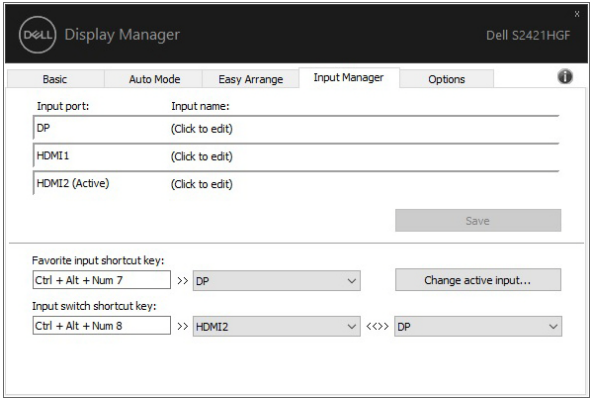 DELL Display Manager
x
Dell S2421HGF
Basic Auto Mode Easy Arrange Input Manager Options i
Input port: Input name:
DP (Click to edit)
HDMI1 (Click to edit)
HDMI2 (Active) (Click to edit)
Save
Favorite input shortcut key:
Ctrl + Alt + Num 7 >> DP Change active input...
Input switch shortcut key:
Ctrl + Alt + Num 8 >> HDMI2 <<>> DP